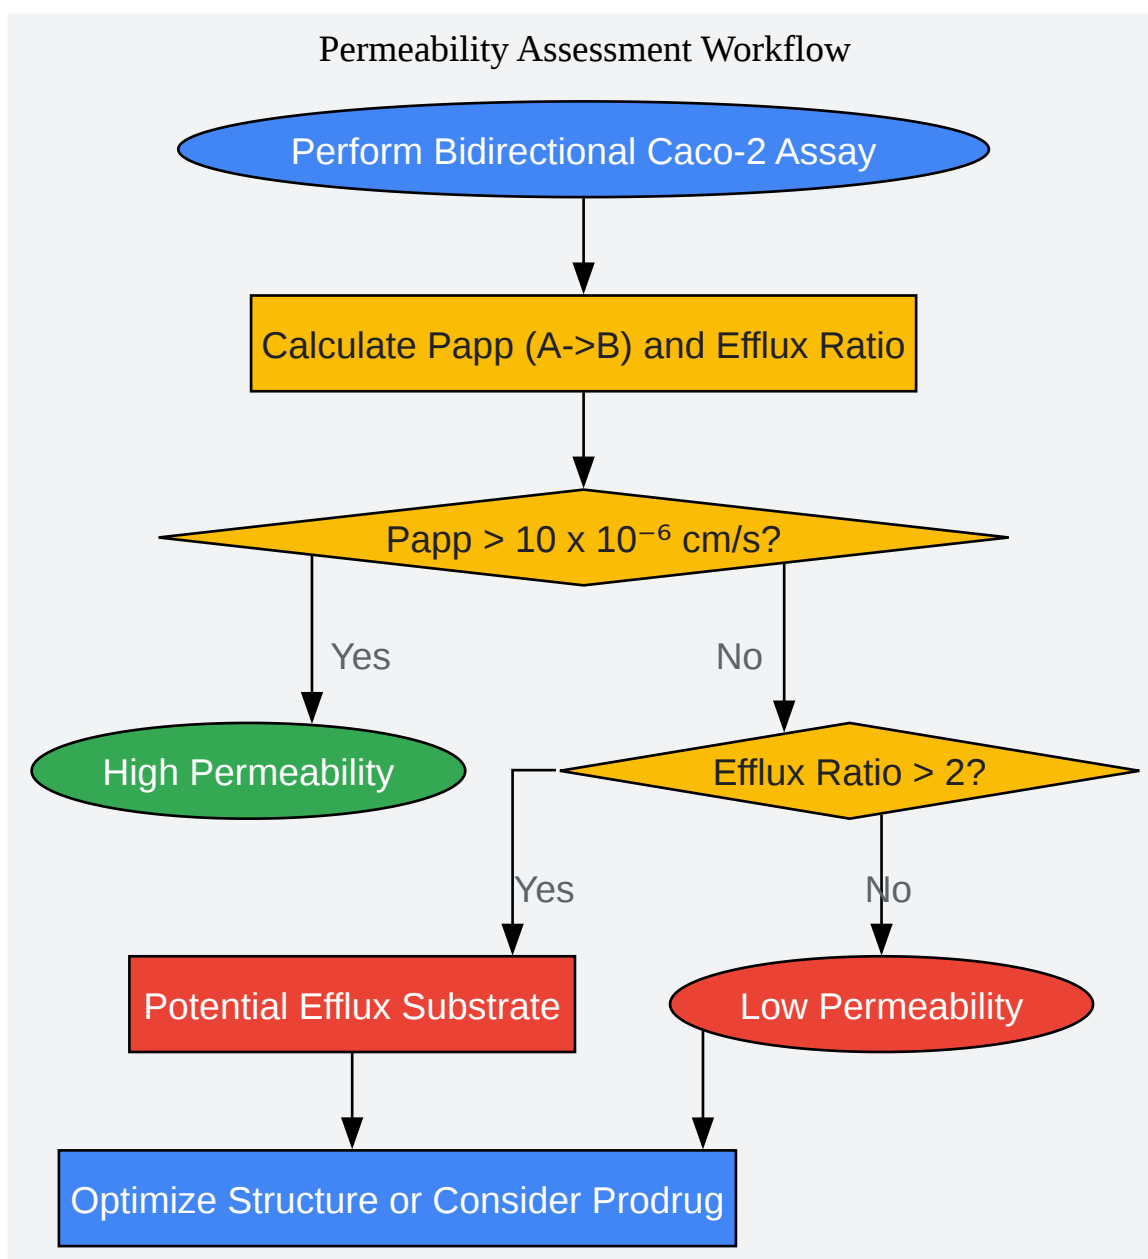 Permeability Assessment Workflow
Perform Bidirectional Caco-2 Assay
Calculate Papp (A->B) and Efflux Ratio
Papp > 10 x 10⁻⁶ cm/s?
Yes
No
High Permeability
Efflux Ratio > 2?
Yes
No
Potential Efflux Substrate
Low Permeability
Optimize Structure or Consider Prodrug